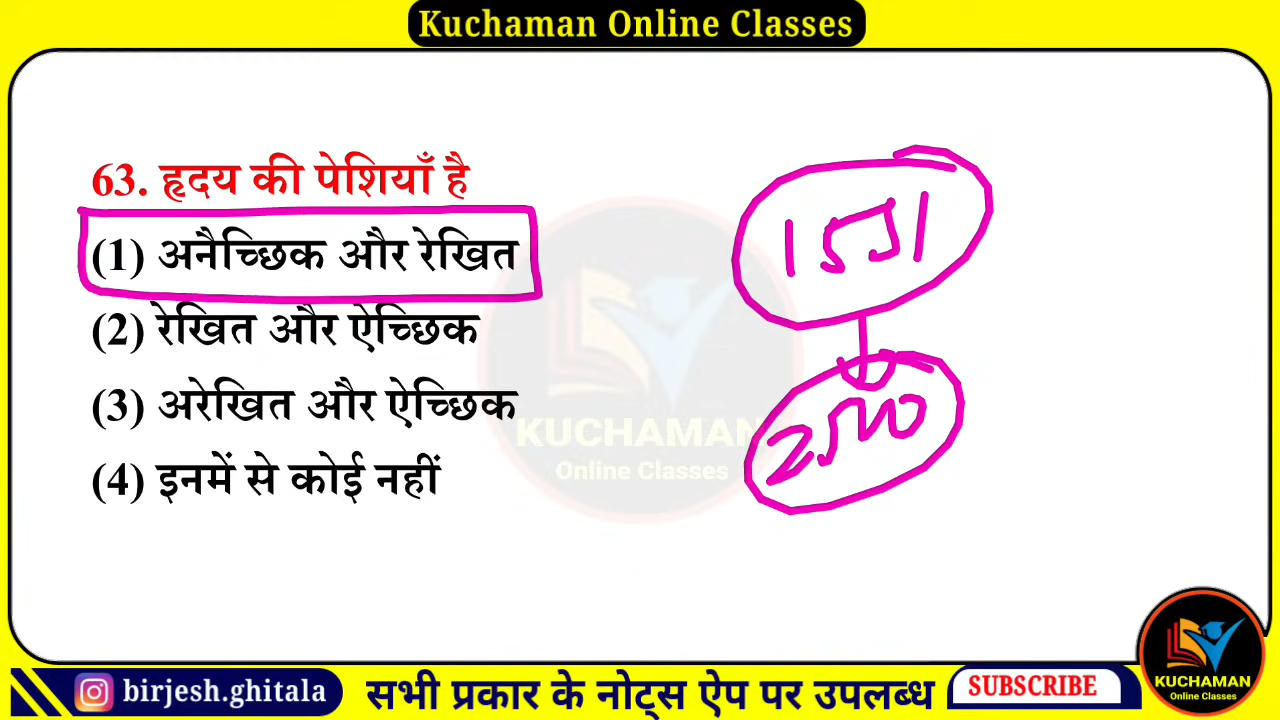 Kuchaman Online Classes
63. हृदय की पेशियाँ है
(1) अनैच्छिक और रेखित
(2) रेखित और ऐच्छिक
(3) अरेखित और ऐच्छिक
(4) इनमें से कोई नहीं
KUCHAMAN
Online Classes
birjesh.ghitala
सभी प्रकार के नोट्स ऐप पर उपलब्ध
SUBSCRIBE
KUCHAMAN
Online Classes